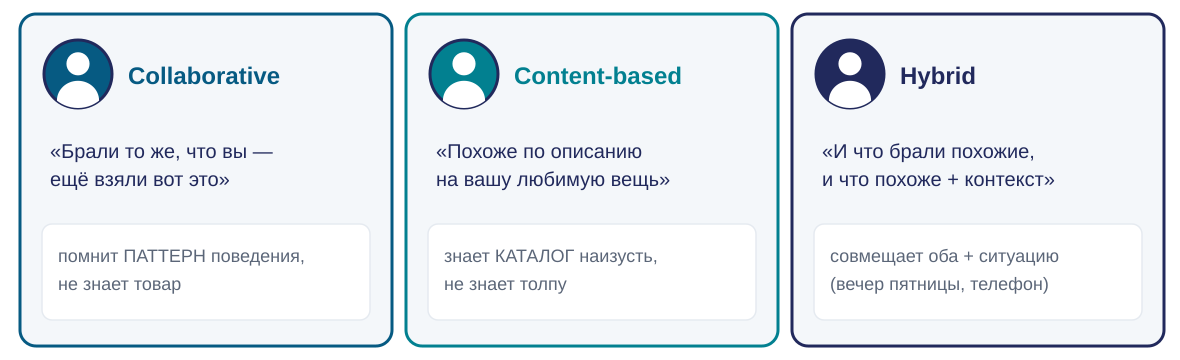 Collaborative
«Брали то же, что вы —
ещё взяли вот это»
помнит ПАТТЕРН поведения,
не знает товар
Content-based
«Похоже по описанию
на вашу любимую вещь»
знает КАТАЛОГ наизусть,
не знает толпу
Hybrid
«И что брали похожие,
и что похоже + контекст»
совмещает оба + ситуацию
(вечер пятницы, телефон)